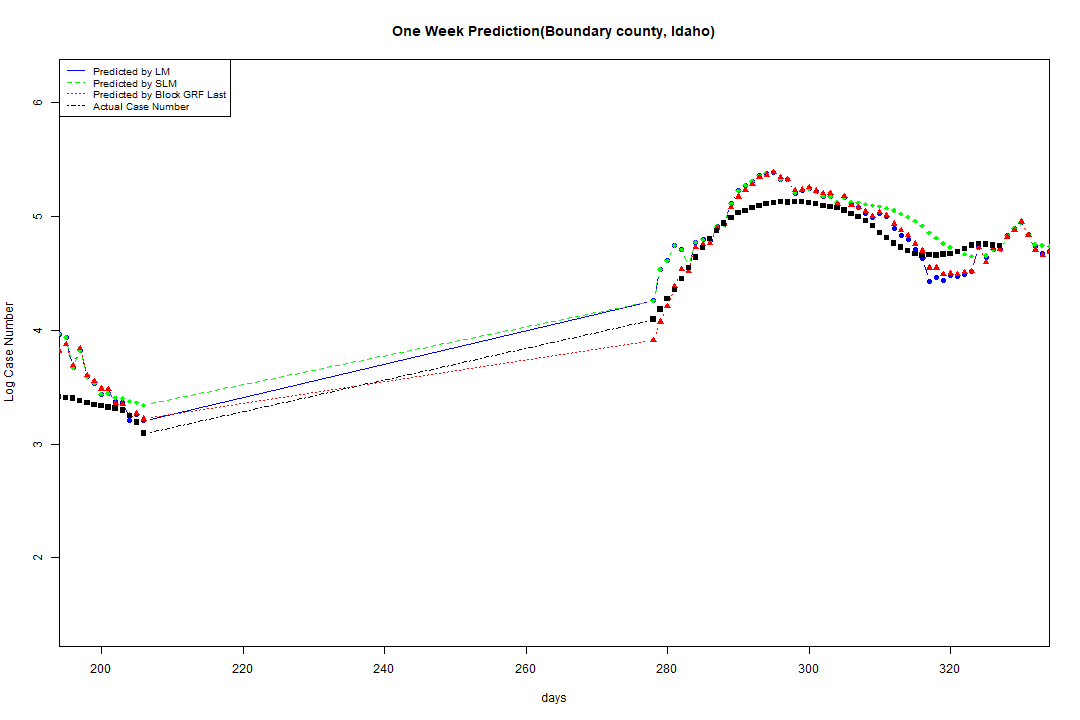 One Week Prediction(Boundary county, Idaho)
Predicted by LM
Predicted by SLM
Predicted by Block GRF Last
Actual Case Number
6
5
4
3
2
Log Case Number
200 220 240 260 280 300 320
days